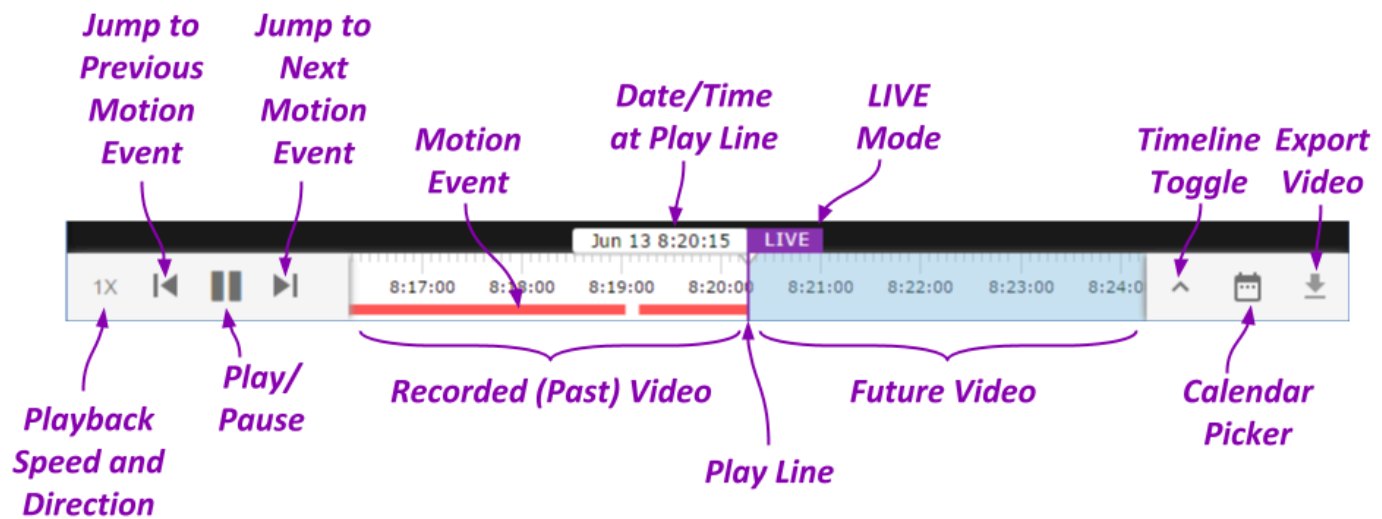 Jump to
Previous
Motion
Event
Jump to
Next
Motion
Event
Motion
Event
Date/Time
at Play Line
LIVE
Mode
Timeline
Toggle
Export
Video
Jun 13 8:20:15
LIVE
1X
8:17:00
8:18:00
8:19:00
8:20:00
8:21:00
8:22:00
8:23:00
8:24:0
Playback
Speed and
Direction
Play/
Pause
Recorded (Past) Video
Play Line
Future Video
Calendar
Picker